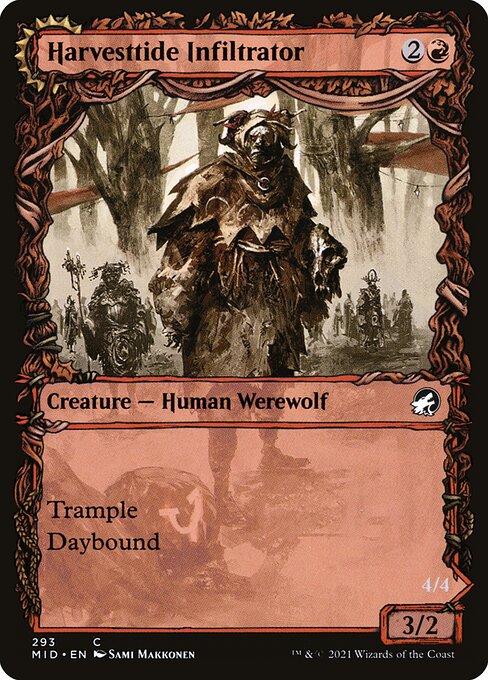 Harvesttide Infiltrator 2
Creature — Human Werewolf
Trample
Daybound
4/4
3/2
293 C
MID • EN Sami Makkonen
™ & © 2021 Wizards of the Coast